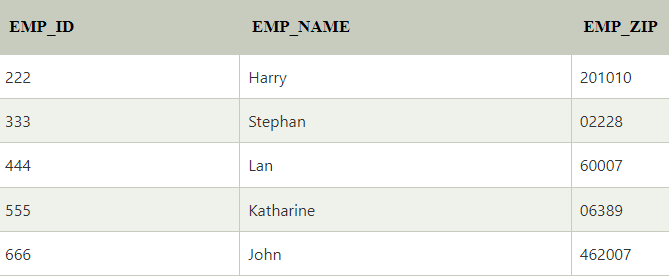 EMP_ID EMP_NAME EMP_ZIP
222 Harry 201010
333 Stephan 02228
444 Lan 60007
555 Katharine 06389
666 John 462007